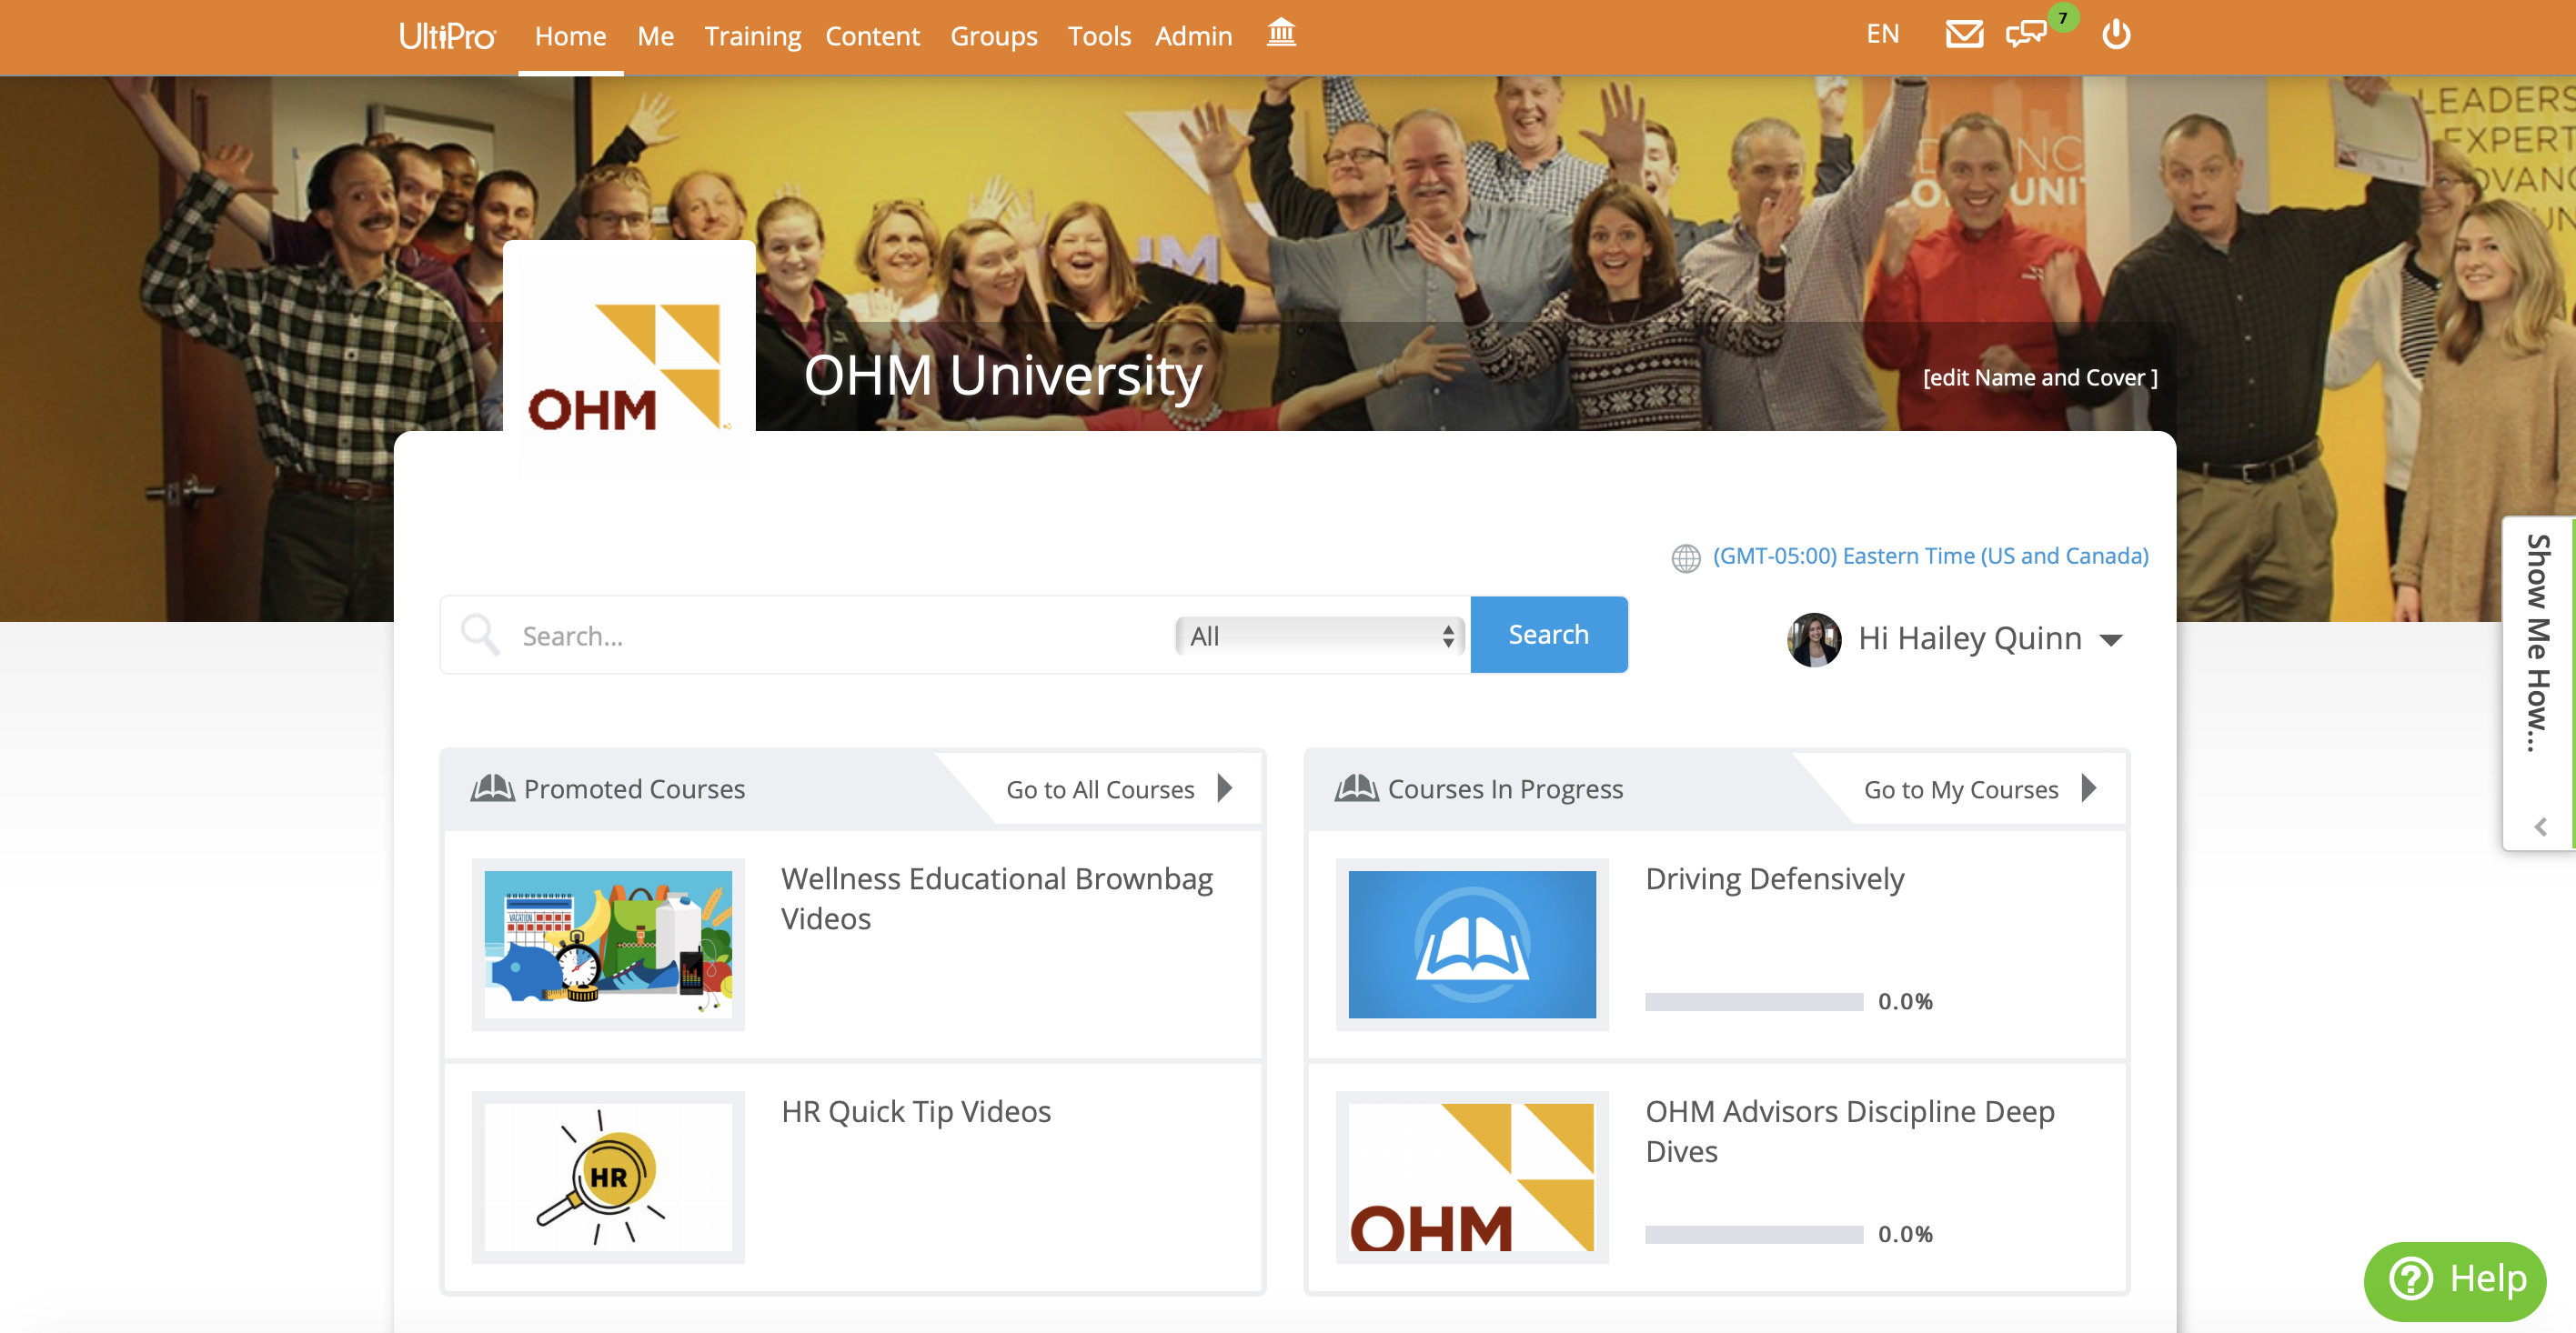 UltiPro Home Me Training Content Groups Tools Admin EN 7
LEADERS
EXPERT
COMMUNIT
OHM
OHM University [edit Name and Cover ]
(GMT-05:00) Eastern Time (US and Canada)
Search... All Search Hi Hailey Quinn
Show Me How...
Promoted Courses Go to All Courses
Courses In Progress Go to My Courses
VACATION
Wellness Educational Brownbag
Videos
Driving Defensively
0.0%
HR
HR Quick Tip Videos
OHM
OHM Advisors Discipline Deep
Dives
0.0%
Help